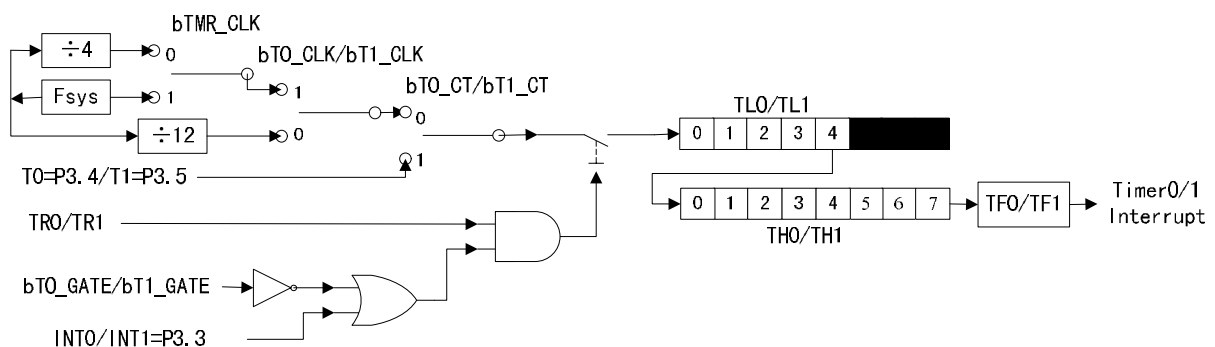 bTMR_CLK
÷4
0
bT0_CLK/bT1_CLK
Fsys
1
1
bT0_CT/bT1_CT
0
÷12
0
TL0/TL1
0 1 2 3 4
1
T0=P3.4/T1=P3.5
0 1 2 3 4 5 6 7
TF0/TF1
Timer0/1
Interrupt
TR0/TR1
TH0/TH1
bT0_GATE/bT1_GATE
INT0/INT1=P3.3